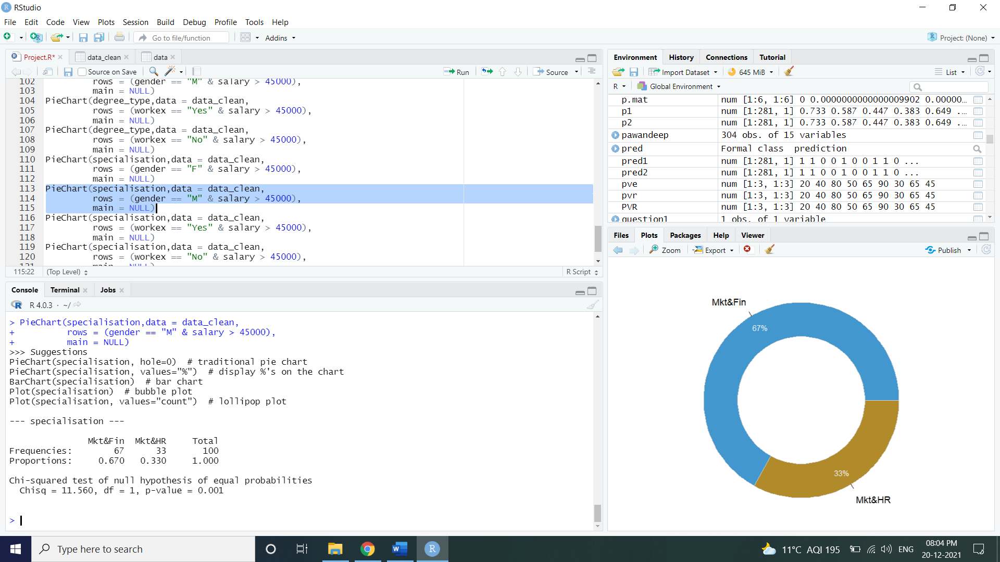 RStudio
File Edit Code View Plots Session Build Debug Profile Tools Help
Go to file/function Addins Project: (None)
Project.R* data_clean data
Source on Save Run Source
102 rows = (gender == "M" & salary > 45000),
103 main = NULL)
104 PieChart(degree_type,data = data_clean,
105 rows = (workex == "Yes" & salary > 45000),
106 main = NULL)
107 PieChart(degree_type,data = data_clean,
108 rows = (workex == "No" & salary > 45000),
109 main = NULL)
110 PieChart(specialisation,data = data_clean,
111 rows = (gender == "F" & salary > 45000),
112 main = NULL)
113 PieChart(specialisation,data = data_clean,
114 rows = (gender == "M" & salary > 45000),
115 main = NULL)
116 PieChart(specialisation,data = data_clean,
117 rows = (workex == "Yes" & salary > 45000),
118 main = NULL)
119 PieChart(specialisation,data = data_clean,
120 rows = (workex == "No" & salary > 45000),
121 main = NULL)
115:22 (Top Level) R Script
Console Terminal Jobs
R 4.0.3 · ~/
> PieChart(specialisation,data = data_clean,
+ rows = (gender == "M" & salary > 45000),
+ main = NULL)
>>> Suggestions
PieChart(specialisation, hole=0) # traditional pie chart
PieChart(specialisation, values="%") # display %'s on the chart
BarChart(specialisation) # bar chart
Plot(specialisation) # bubble plot
Plot(specialisation, values="count") # lollipop plot
--- specialisation ---
Mkt&Fin Mkt&HR Total
Frequencies: 67 33 100
Proportions: 0.670 0.330 1.000
Chi-squared test of null hypothesis of equal probabilities
Chisq = 11.560, df = 1, p-value = 0.001
>
Environment History Connections Tutorial
Import Dataset 645 MiB List
R Global Environment
p.mat num [1:6, 1:6] 0 0.0000000000000009902 0.00000...
p1 num [1:281, 1] 0.733 0.587 0.447 0.383 0.649 ...
p2 num [1:281, 1] 0.733 0.587 0.447 0.383 0.649 ...
pawandeep 304 obs. of 15 variables
pred Formal class prediction
pred1 num [1:281, 1] 1 1 0 0 1 0 0 1 1 0 ...
pred2 num [1:281, 1] 1 1 0 0 1 0 0 1 1 0 ...
pve num [1:3, 1:3] 20 40 80 50 65 90 30 65 45
pvr num [1:3, 1:3] 20 40 80 50 65 90 30 65 45
PVR num [1:3, 1:3] 20 40 80 50 65 90 30 65 45
question1 1 obs. of 1 variable
Files Plots Packages Help Viewer
Zoom Export Publish
Mkt&Fin
67%
33%
Mkt&HR
Type here to search
11°C AQI 195 ENG
08:04 PM
20-12-2021